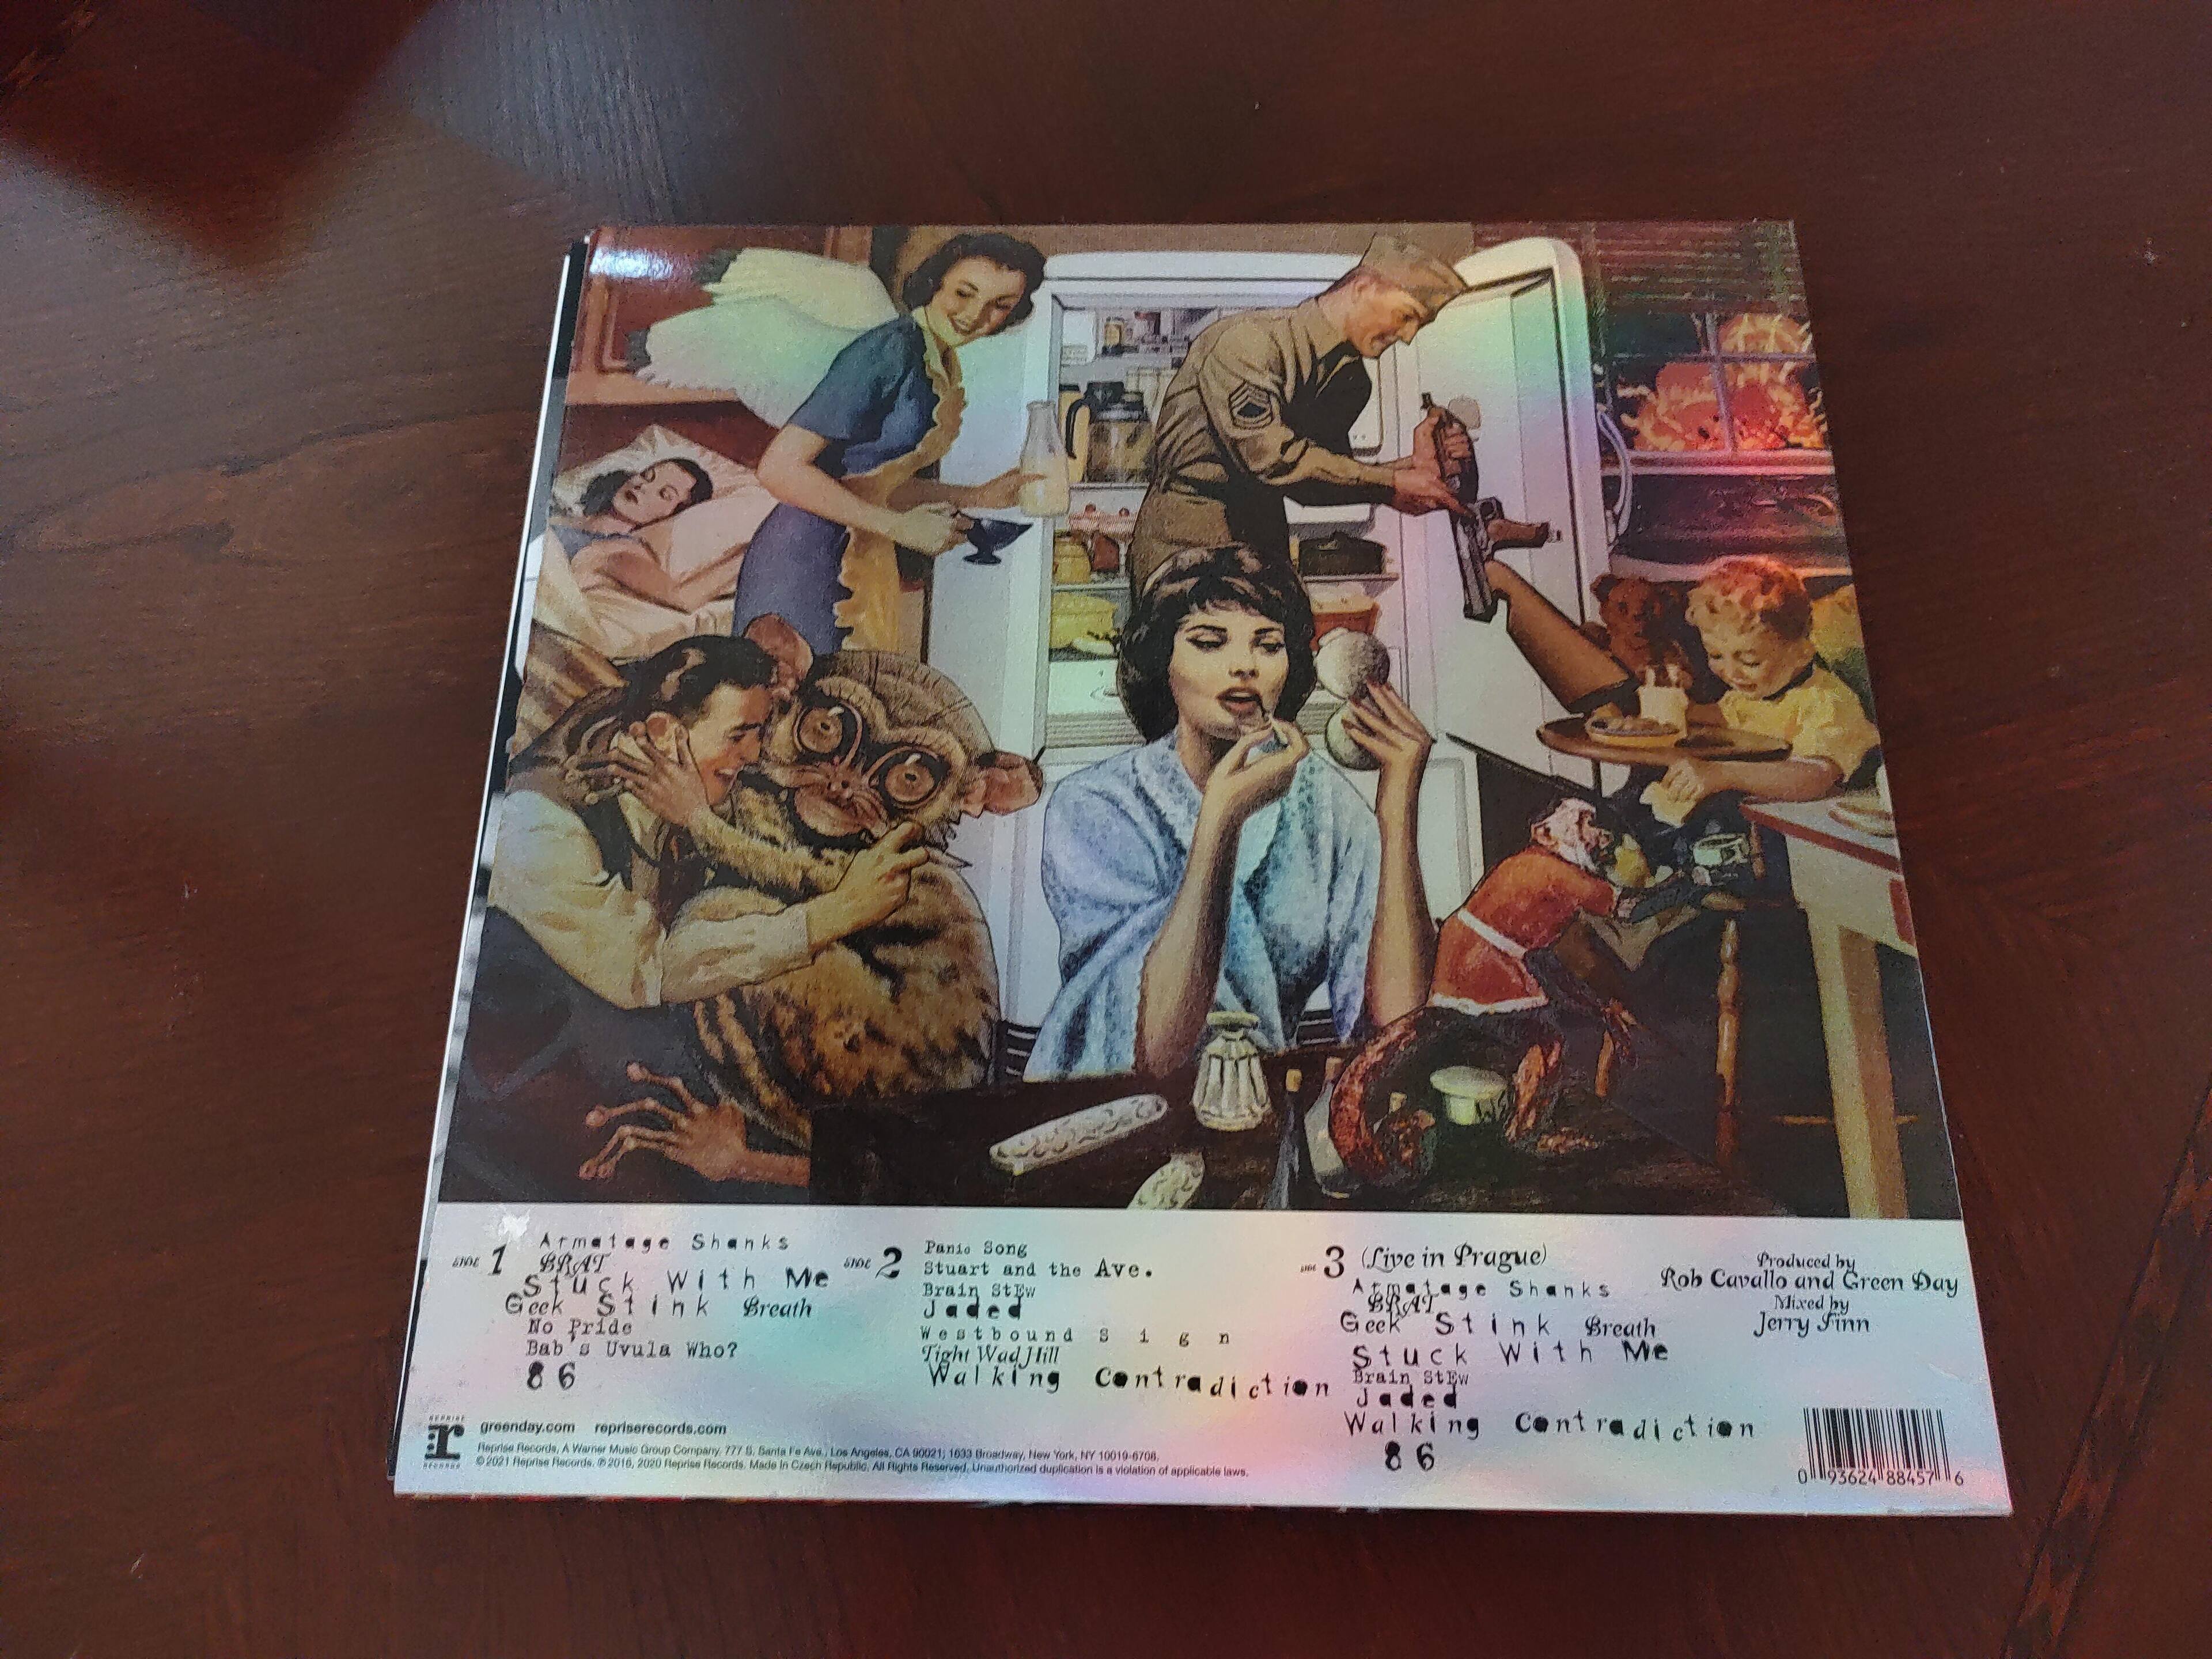 SIDE 1
Armatage Shanks
BRAT
Stuck With Me
Geek Stink Breath
No Pride
Bab's Uvula Who?
86
SIDE 2
Panic Song
Stuart and the Ave.
Brain StEw
Jaded
Westbound Sign
Tight Wad Hill
Walking Contradiction
SIDE 3 (Live in Prague)
Armatage Shanks
BRAT
Geek Stink Breath
Stuck With Me
Brain StEw
Jaded
Walking Contradiction
86
Produced by
Rob Cavallo and Green Day
Mixed by
Jerry Finn
REPRISE
r
RECORDS
greenday.com repriserecords.com
Reprise Records, A Warner Music Group Company, 777 S. Santa Fe Ave., Los Angeles, CA 90021; 1633 Broadway, New York, NY 10019-6708.
© 2021 Reprise Records. ℗ 2016, 2020 Reprise Records. Made In Czech Republic. All Rights Reserved. Unauthorized duplication is a violation of applicable laws.
0 93624 88457 6